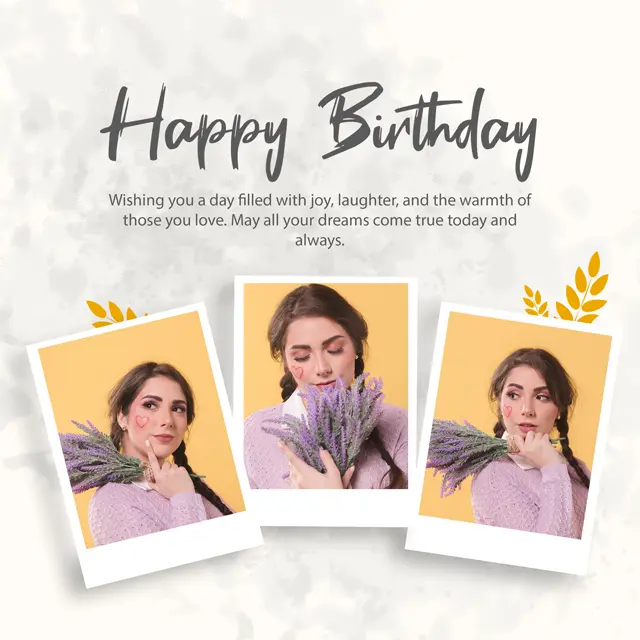 Happy Birthday
Wishing you a day filled with joy, laughter, and the warmth of
those you love. May all your dreams come true today and
always.